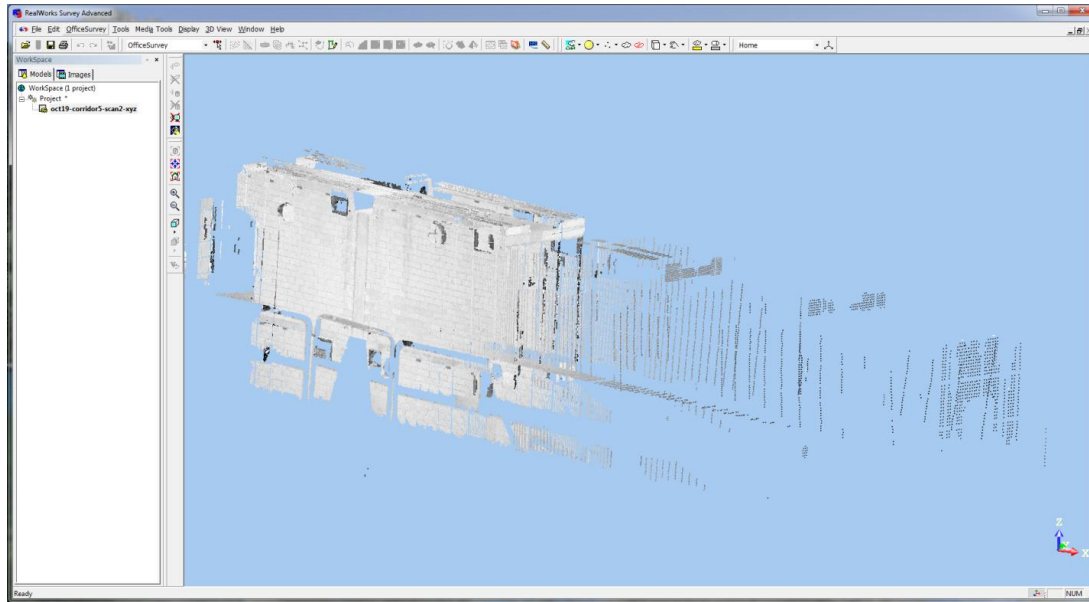 RealWorks Survey Advanced
File Edit OfficeSurvey Tools Media Tools Display 3D View Window Help
OfficeSurvey
Home
WorkSpace
Models Images
WorkSpace (1 project)
Project *
oct19-corridor5-scan2-xyz
Z
X
Ready
NUM